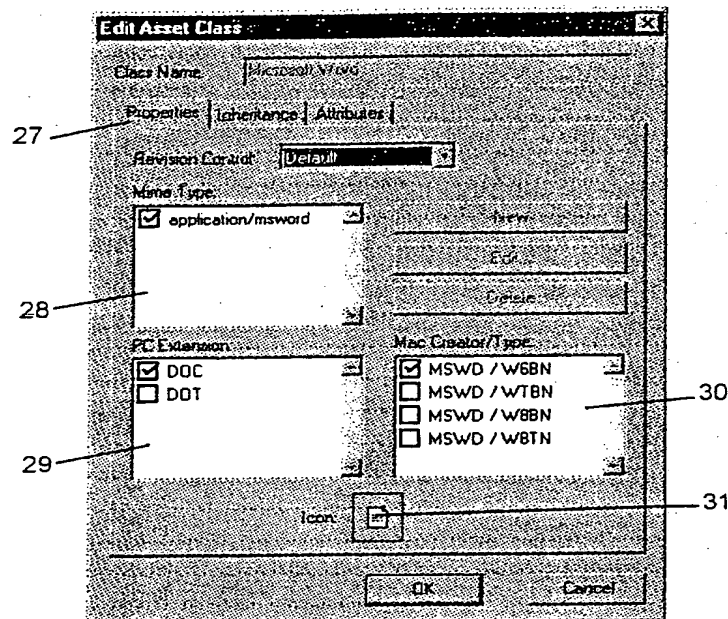 Edit Asset Class
Class Name: Microsoft Word
27
Properties Inheritance Attributes
Revision Control: Default
Mime Type:
application/msword
New...
Edit...
Delete
28
PC Extension: Mac Creator/Type:
DOC MSWD / W6BN
DOT MSWD / WTBN
MSWD / W8BN
MSWD / W8TN
30
29
Icon:
31
OK Cancel